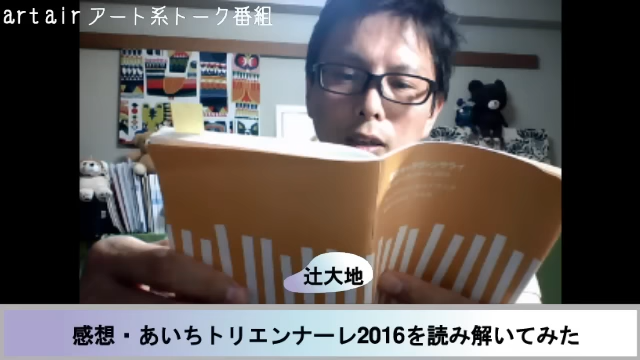 artair アート系トーク番組
辻大地
感想・あいちトリエンナーレ2016を読み解いてみた